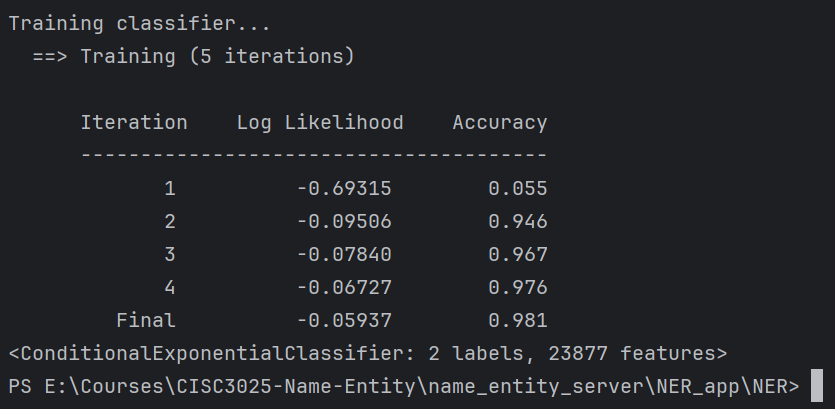 Training classifier...
  ==> Training (5 iterations)
      Iteration    Log Likelihood    Accuracy
      ---------------------------------------
             1          -0.69315        0.055
             2          -0.09506        0.946
             3          -0.07840        0.967
             4          -0.06727        0.976
         Final          -0.05937        0.981
<ConditionalExponentialClassifier: 2 labels, 23877 features>
PS E:\Courses\CISC3025-Name-Entity\name_entity_server\NER_app\NER>